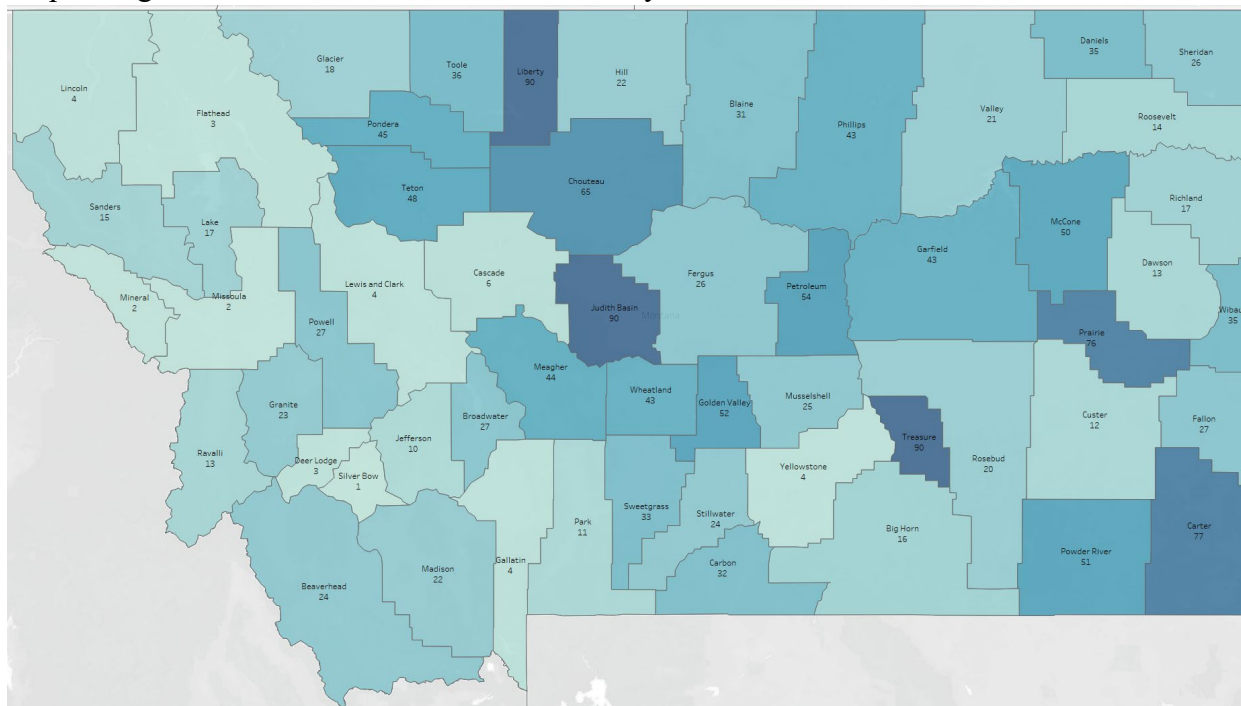 Glacier
18
Toole
36
Liberty
90
Hill
22
Blaine
31
Phillips
43
Valley
21
Daniels
35
Sheridan
26
Lincoln
4
Flathead
3
Pondera
45
Roosevelt
14
Teton
48
Chouteau
65
Sanders
15
Lake
17
McCone
50
Richland
17
Garfield
43
Dawson
13
Mineral
2
Missoula
2
Powell
27
Lewis and Clark
4
Cascade
6
Judith Basin
90
Fergus
26
Petroleum
54
Prairie
76
Wibau
35
Meagher
44
Wheatland
43
Golden Valley
52
Musselshell
25
Treasure
90
Custer
12
Fallon
27
Granite
23
Broadwater
27
Jefferson
10
Ravalli
13
Deer Lodge
3
Silver Bow
1
Yellowstone
4
Rosebud
20
Sweetgrass
33
Stillwater
24
Park
11
Big Horn
16
Carter
77
Powder River
51
Gallatin
4
Madison
22
Beaverhead
24
Carbon
32